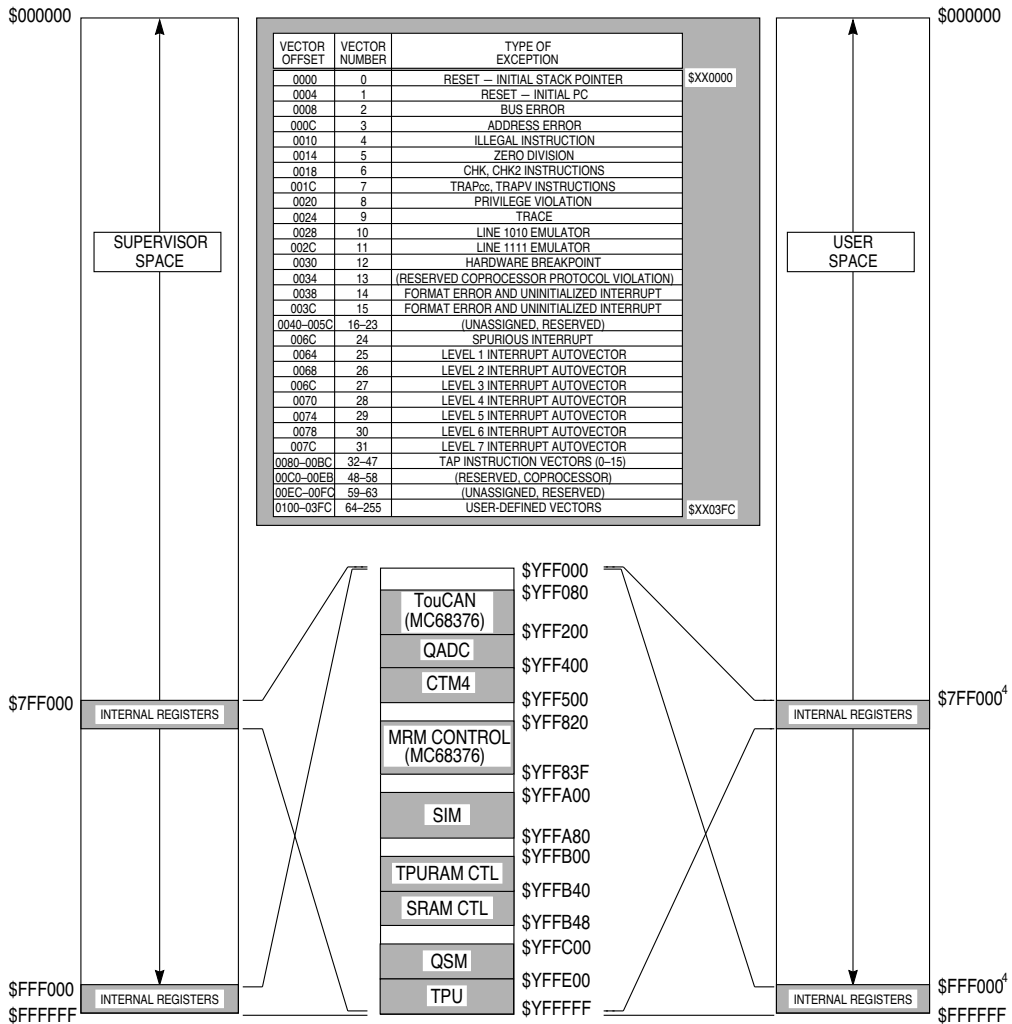 $000000
$000000
VECTOR OFFSET VECTOR NUMBER TYPE OF EXCEPTION
0000 0 RESET — INITIAL STACK POINTER $XX0000
0004 1 RESET — INITIAL PC
0008 2 BUS ERROR
000C 3 ADDRESS ERROR
0010 4 ILLEGAL INSTRUCTION
0014 5 ZERO DIVISION
0018 6 CHK, CHK2 INSTRUCTIONS
001C 7 TRAPcc, TRAPV INSTRUCTIONS
0020 8 PRIVILEGE VIOLATION
0024 9 TRACE
0028 10 LINE 1010 EMULATOR
002C 11 LINE 1111 EMULATOR
0030 12 HARDWARE BREAKPOINT
0034 13 (RESERVED COPROCESSOR PROTOCOL VIOLATION)
0038 14 FORMAT ERROR AND UNINITIALIZED INTERRUPT
003C 15 FORMAT ERROR AND UNINITIALIZED INTERRUPT
0040–005C 16–23 (UNASSIGNED, RESERVED)
006C 24 SPURIOUS INTERRUPT
0064 25 LEVEL 1 INTERRUPT AUTOVECTOR
0068 26 LEVEL 2 INTERRUPT AUTOVECTOR
006C 27 LEVEL 3 INTERRUPT AUTOVECTOR
0070 28 LEVEL 4 INTERRUPT AUTOVECTOR
0074 29 LEVEL 5 INTERRUPT AUTOVECTOR
0078 30 LEVEL 6 INTERRUPT AUTOVECTOR
007C 31 LEVEL 7 INTERRUPT AUTOVECTOR
0080–00BC 32–47 TAP INSTRUCTION VECTORS (0–15)
00C0–00EB 48–58 (RESERVED, COPROCESSOR)
00EC–00FC 59–63 (UNASSIGNED, RESERVED)
0100–03FC 64–255 USER-DEFINED VECTORS $XX03FC
SUPERVISOR
SPACE
USER
SPACE
$YFF000
$YFF080
TouCAN
(MC68376)
$YFF200
QADC
$YFF400
CTM4
$YFF500
$YFF820
MRM CONTROL
(MC68376)
$YFF83F
$YFFA00
SIM
$YFFA80
$YFFB00
TPURAM CTL
$YFFB40
SRAM CTL
$YFFB48
$YFFC00
QSM
$YFFE00
TPU
$YFFFFF
$7FF000
INTERNAL REGISTERS
INTERNAL REGISTERS
$7FF000⁴
$FFF000
INTERNAL REGISTERS
$FFFFFF
INTERNAL REGISTERS
$FFF000⁴
$FFFFFF